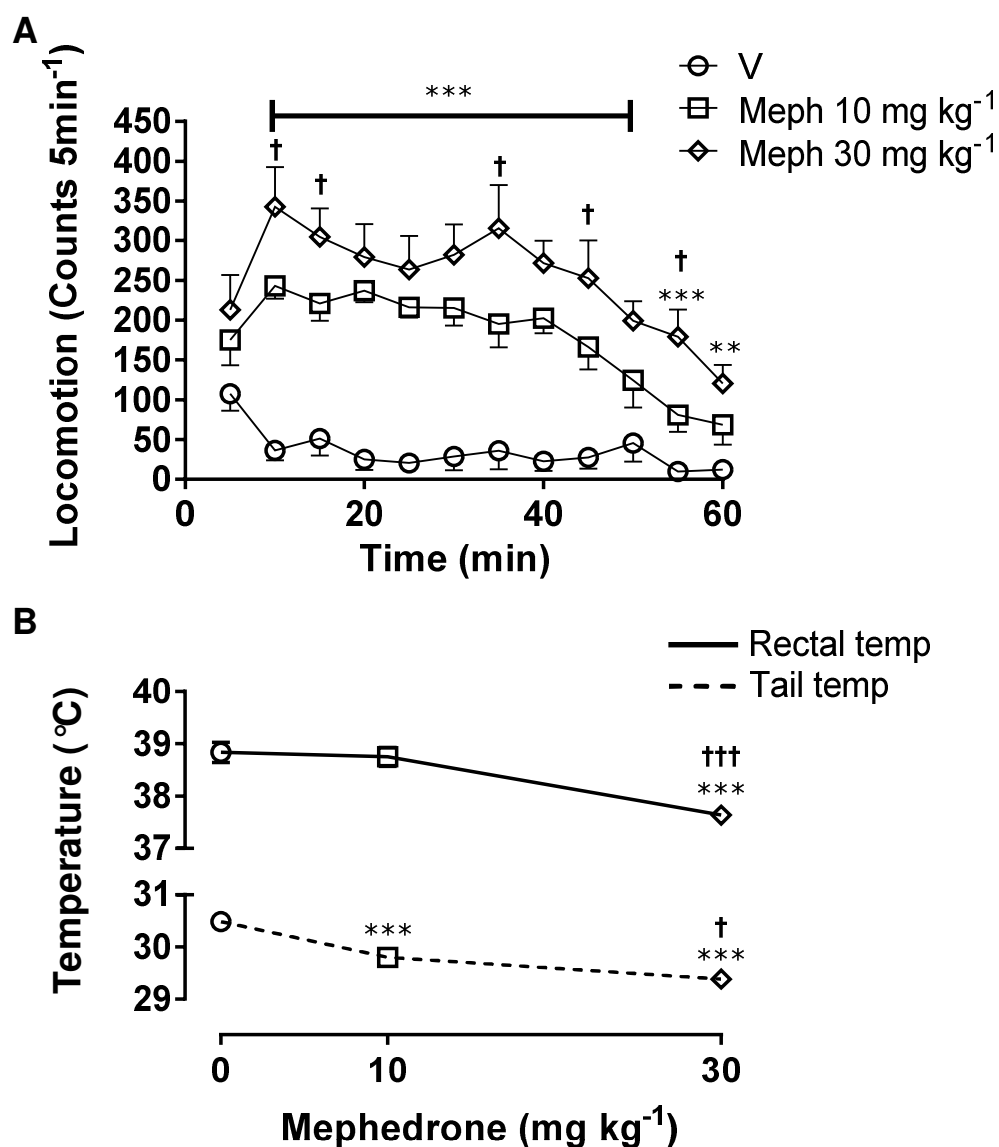 A
V
Meph 10 mg kg-1
Meph 30 mg kg-1
***
Locomotion (Counts 5min-1)
450
400
350
300
250
200
150
100
50
0
†
†
†
†
†
***
**
0 20 40 60
Time (min)
B
Rectal temp
Tail temp
Temperature (°C)
40
39
38
37
†††
***
31
30
29
***
†
***
0 10 30
Mephedrone (mg kg-1)